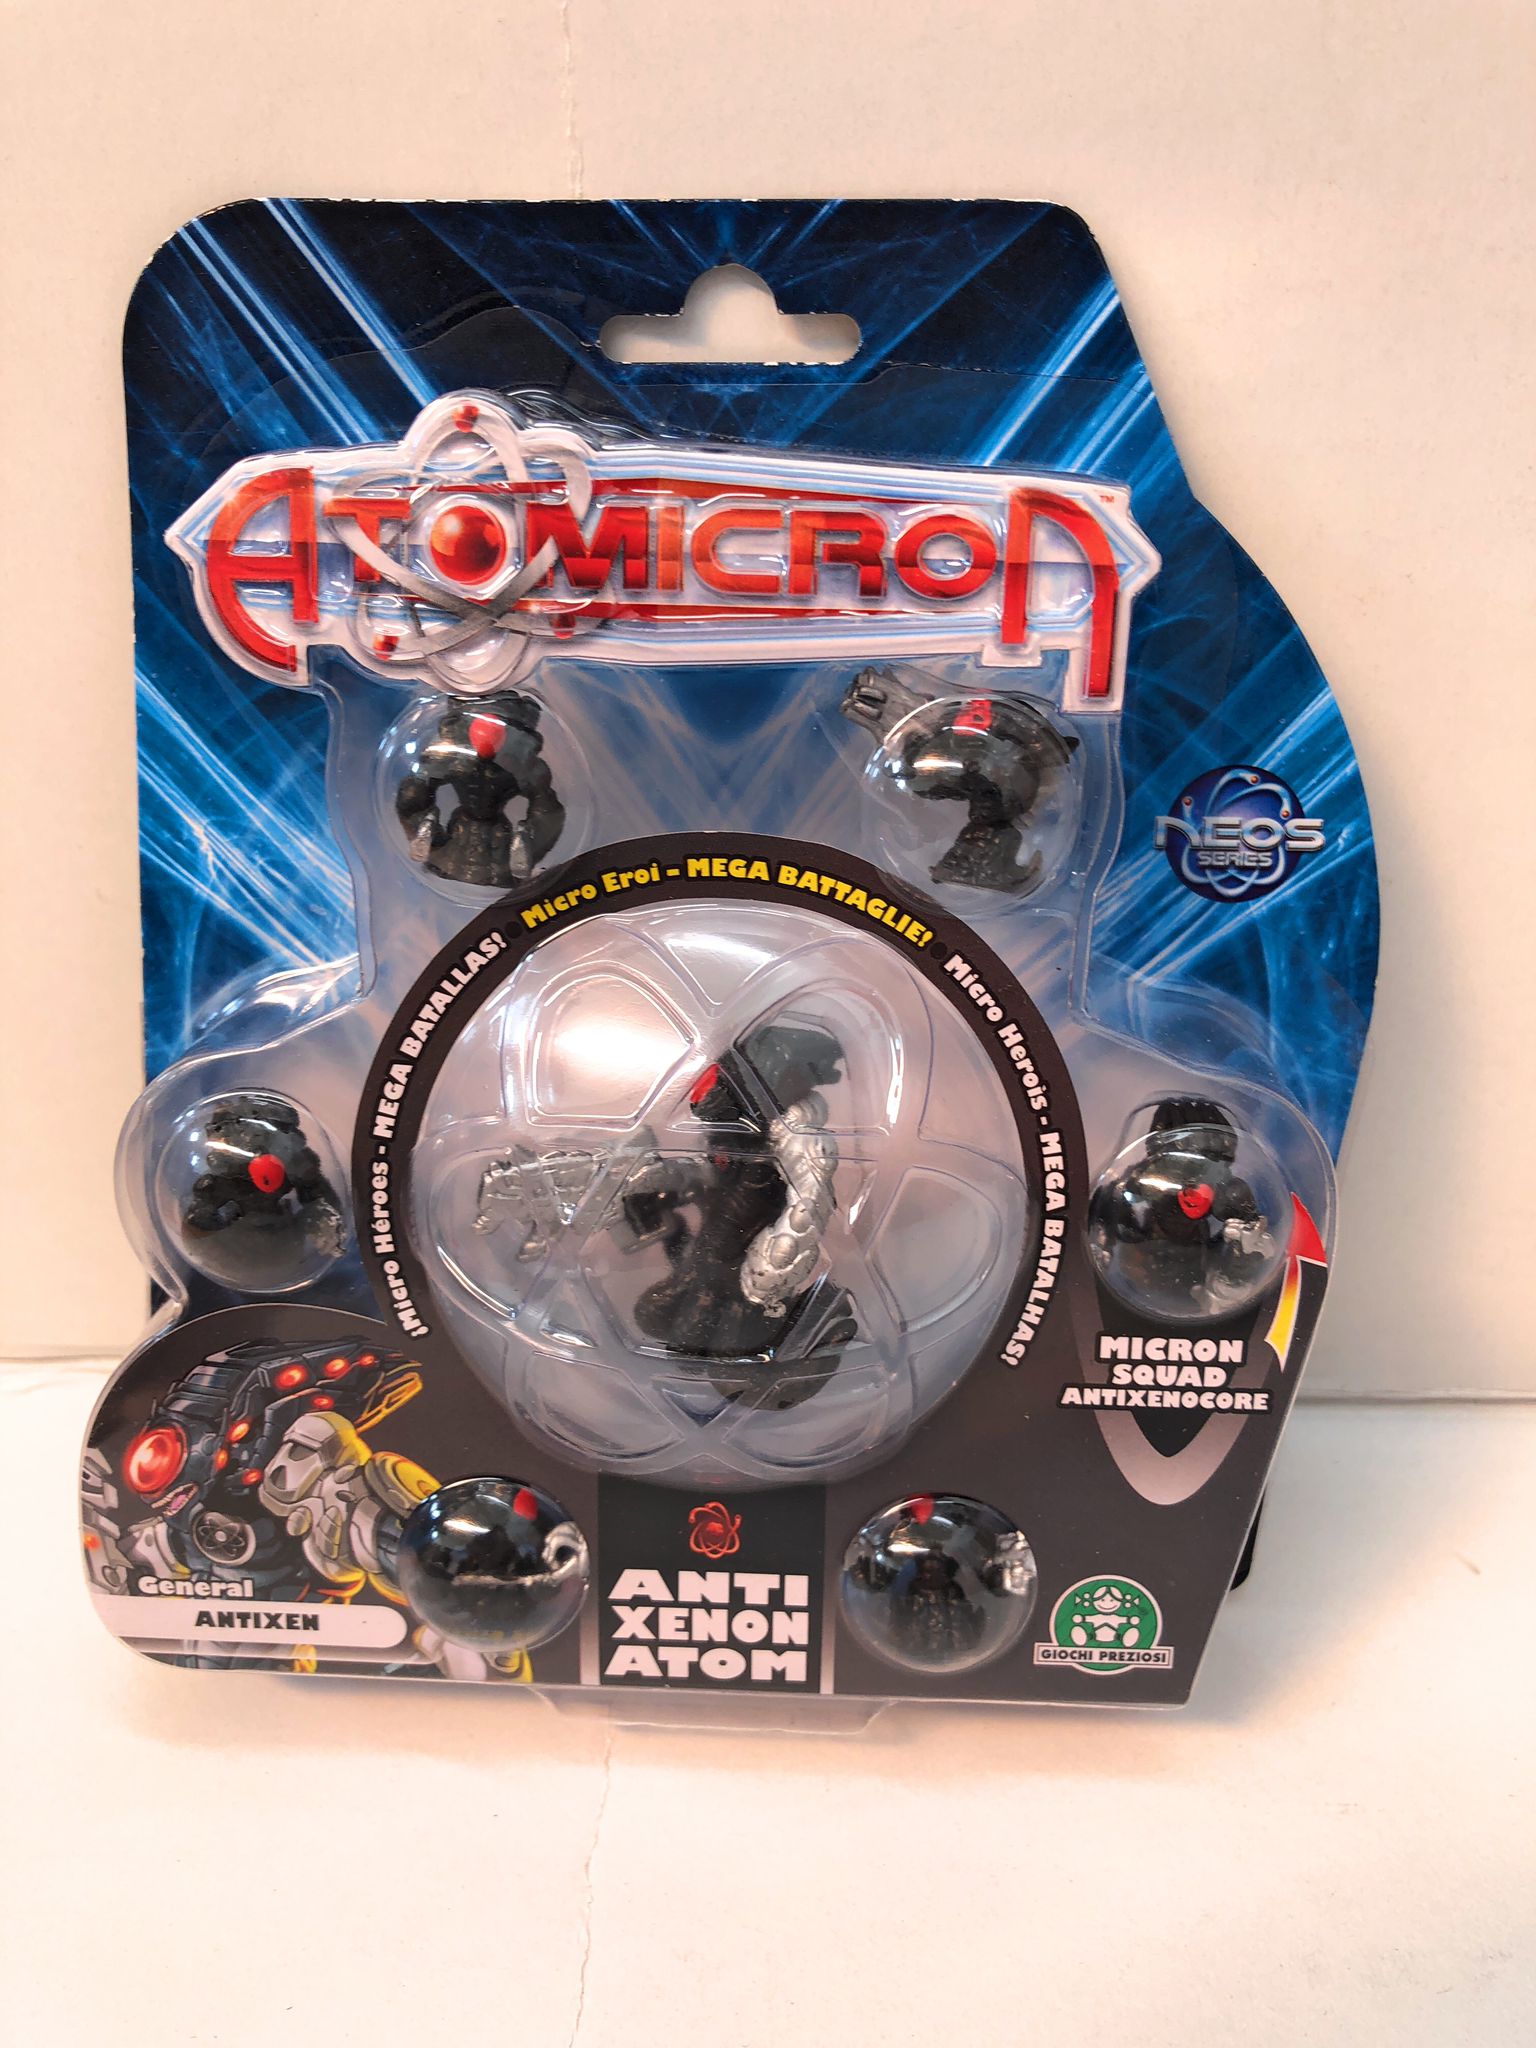 ATOMICRON™
NEOS
SERIES
¡Micro Héroes - MEGA BATALLAS! • Micro Eroi - MEGA BATTAGLIE! • Micro Herois - MEGA BATALHAS!
MICRON
SQUAD
ANTIXENOCORE
General
ANTIXEN
ANTI
XENON
ATOM
GIOCHI PREZIOSI